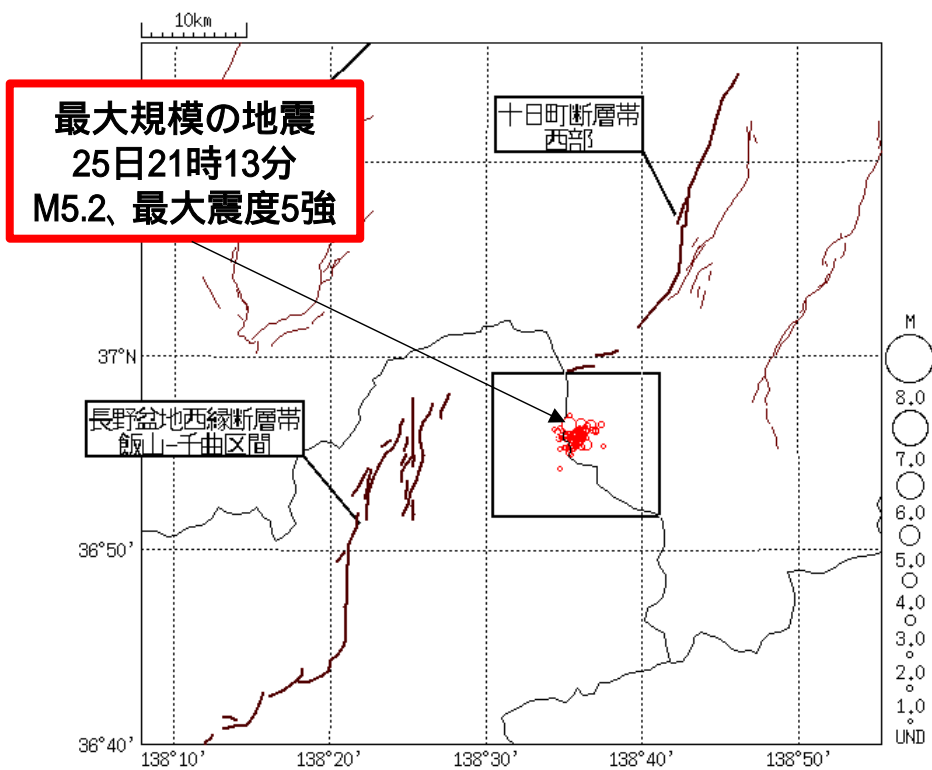 10km
最大規模の地震
25日21時13分
M5.2、最大震度5強
十日町断層帯
西部
37°N
長野盆地西縁断層帯
飯山−千曲区間
36°50'
36°40'
138°10'
138°20'
138°30'
138°40'
138°50'
M
8.0
7.0
6.0
5.0
4.0
3.0
2.0
1.0
UND